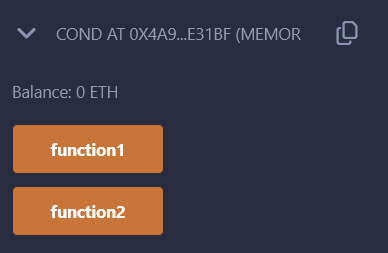 COND AT 0X4A9...E31BF (MEMOR
Balance: 0 ETH
function1
function2